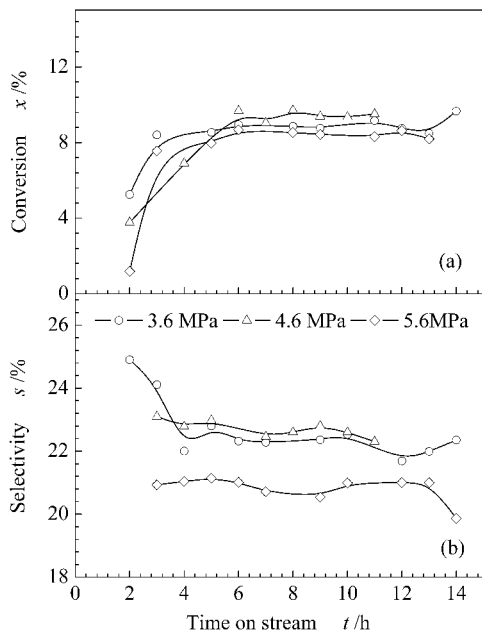 12
8
4
0
Conversion x /%
(a)
3.6 MPa 4.6 MPa 5.6MPa
26
24
22
20
18
Selectivity s /%
(b)
0 2 4 6 8 10 12 14
Time on stream t /h